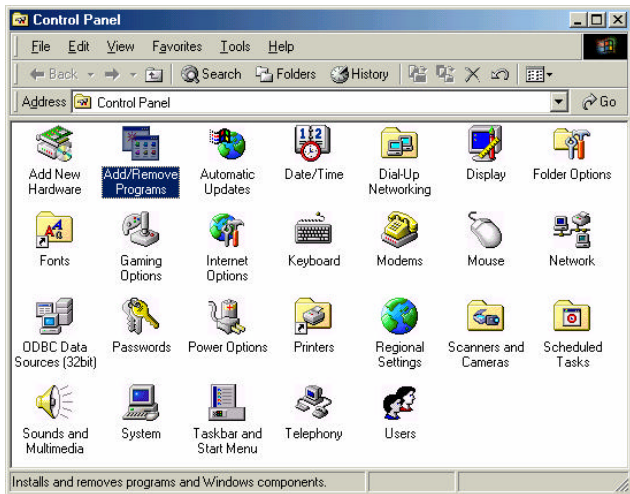 Control Panel
File Edit View Favorites Tools Help
Back Search Folders History
Address Control Panel Go
Add New Hardware
Add/Remove Programs
Automatic Updates
1 2
Date/Time
Dial-Up Networking
Display
Folder Options
Fonts
Gaming Options
Internet Options
Keyboard
Modems
Mouse
Network
ODBC Data Sources (32bit)
Passwords
Power Options
Printers
Regional Settings
Scanners and Cameras
Scheduled Tasks
Sounds and Multimedia
System
Taskbar and Start Menu
Telephony
Users
Installs and removes programs and Windows components.